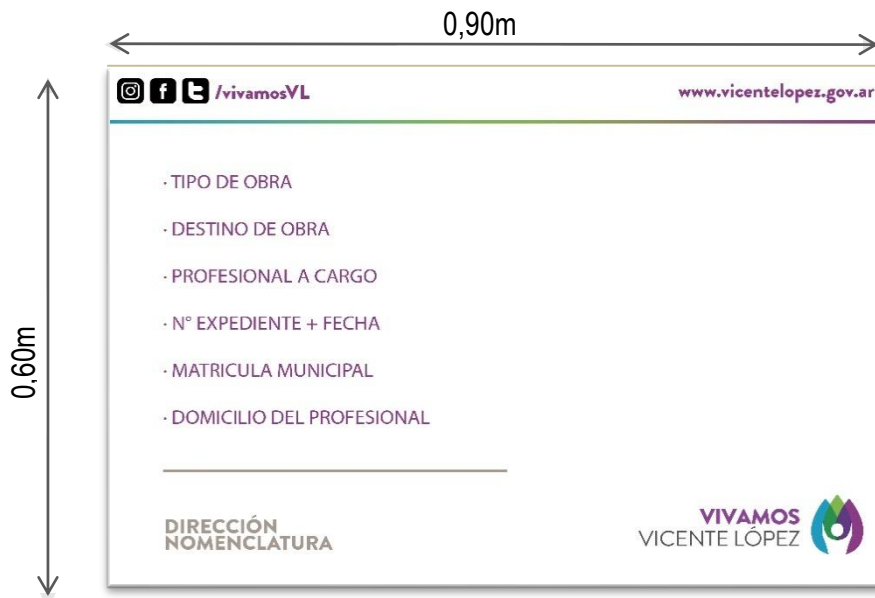 0,90m
0,60m
/vivamosVL
www.vicentelopez.gov.ar
· TIPO DE OBRA
· DESTINO DE OBRA
· PROFESIONAL A CARGO
· N° EXPEDIENTE + FECHA
· MATRICULA MUNICIPAL
· DOMICILIO DEL PROFESIONAL
DIRECCIÓN
NOMENCLATURA
VIVAMOS
VICENTE LÓPEZ